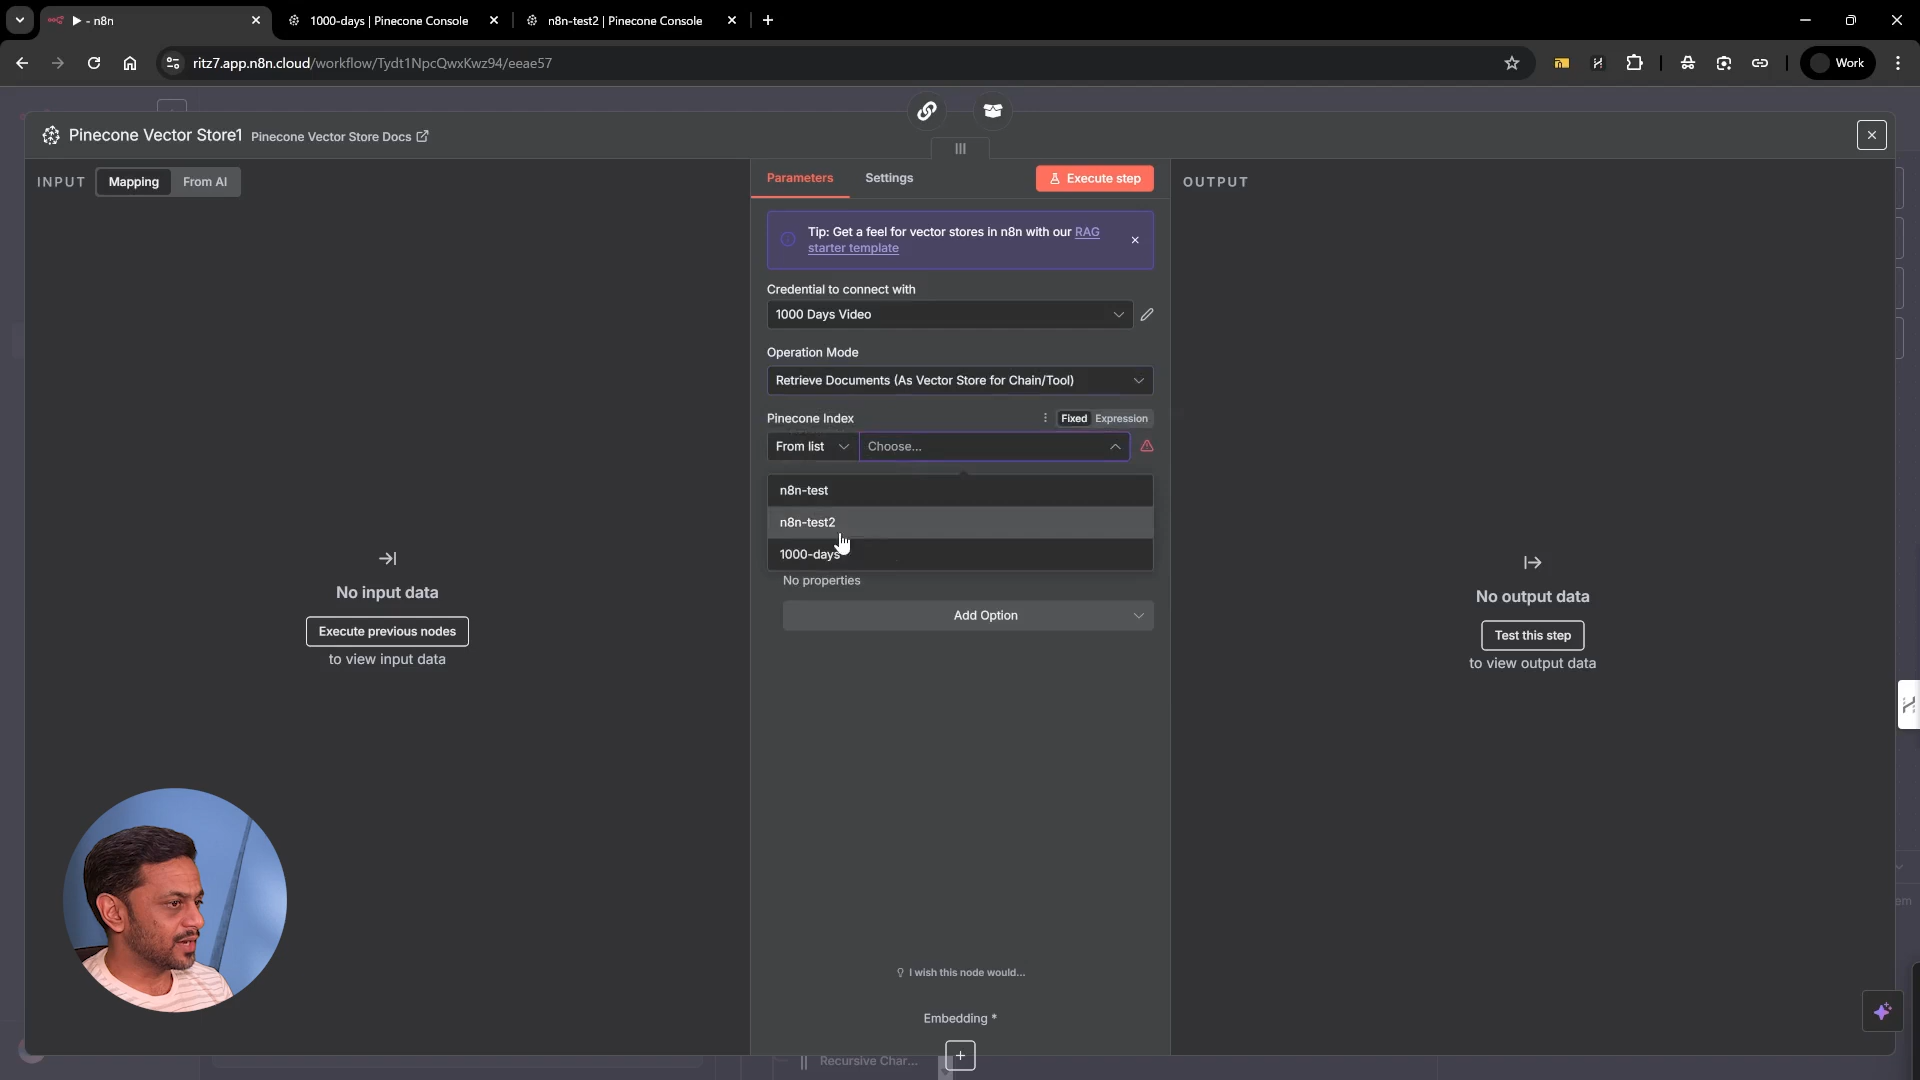 ▶ - n8n
1000-days | Pinecone Console
n8n-test2 | Pinecone Console
ritz7.app.n8n.cloud/workflow/Tydt1NpcQwxKwz94/eeae57
Work
Pinecone Vector Store1
Pinecone Vector Store Docs
INPUT
Mapping
From AI
Parameters
Settings
Execute step
OUTPUT
Tip: Get a feel for vector stores in n8n with our RAG
starter template
Credential to connect with
1000 Days Video
Operation Mode
Retrieve Documents (As Vector Store for Chain/Tool)
Pinecone Index
Fixed
Expression
From list
Choose...
n8n-test
n8n-test2
1000-days
No properties
Add Option
No input data
Execute previous nodes
to view input data
No output data
Test this step
to view output data
I wish this node would...
Embedding *
Recursive Char...